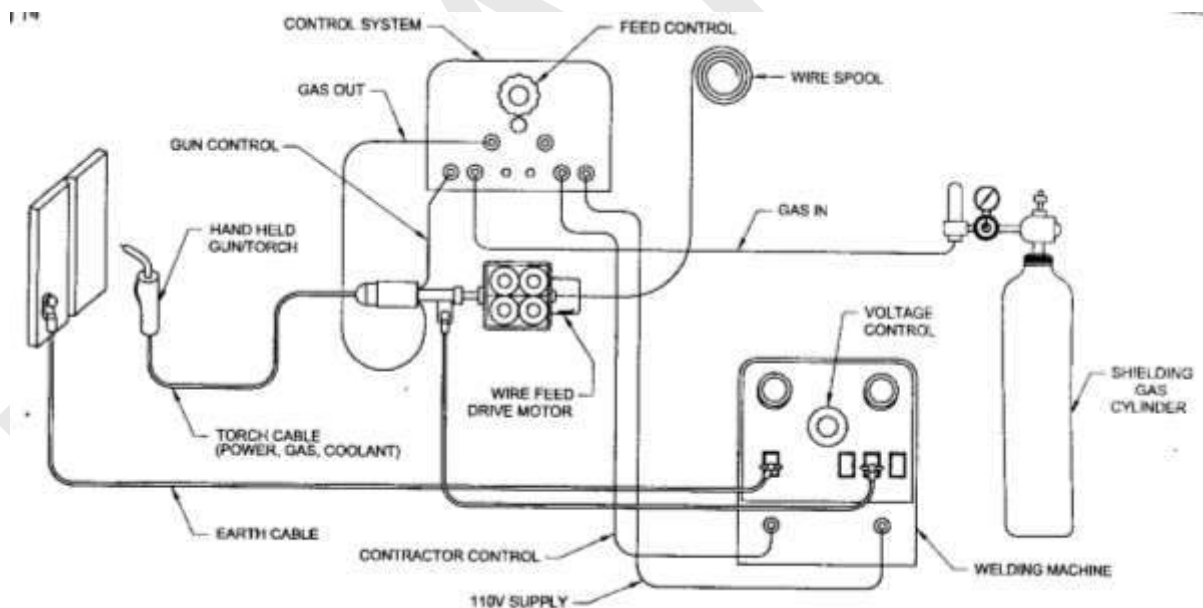 CONTROL SYSTEM
FEED CONTROL
WIRE SPOOL
GAS OUT
GUN CONTROL
GAS IN
HAND HELD
GUN/TORCH
VOLTAGE
CONTROL
SHIELDING
GAS
CYLINDER
WIRE FEED
DRIVE MOTOR
TORCH CABLE
(POWER, GAS, COOLANT)
EARTH CABLE
CONTRACTOR CONTROL
WELDING MACHINE
110V SUPPLY